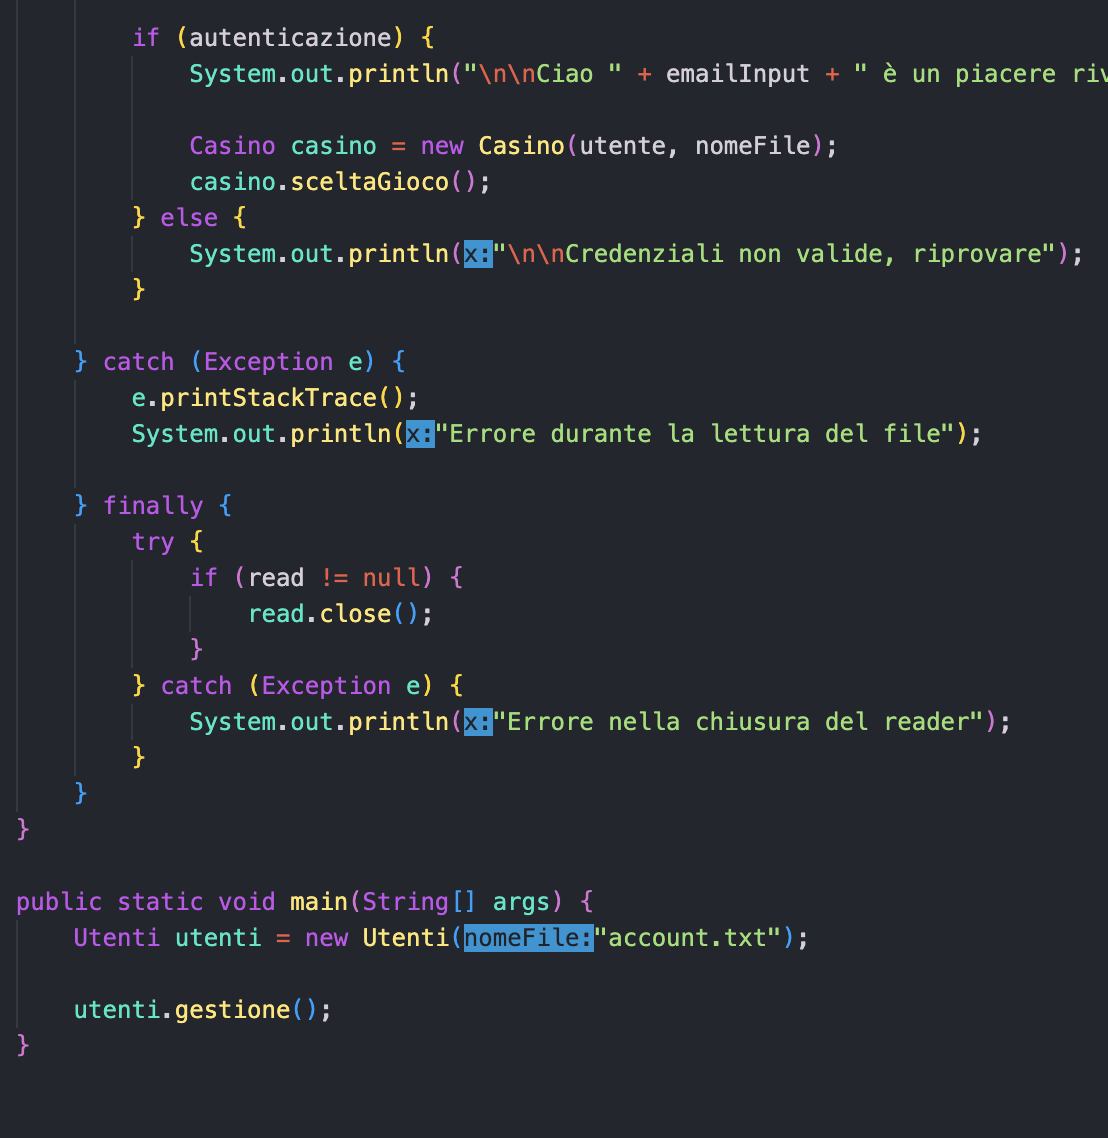 if (autenticazione) {
System.out.println("\n\nCiao " + emailInput + " è un piacere
Casino casino = new Casino(utente, nomeFile);
casino.sceltaGioco();
} else {
System.out.println(x:"\n\nCredenziali non valide, riprovare");
}
} catch (Exception e) {
e.printStackTrace();
System.out.println(x:"Errore durante la lettura del file");
} finally {
try {
if (read != null) {
read.close();
}
} catch (Exception e) {
System.out.println(x:"Errore nella chiusura del reader");
}
}
}
public static void main(String[] args) {
Utenti utenti = new Utenti(nomeFile:"account.txt");
utenti.gestione();
}